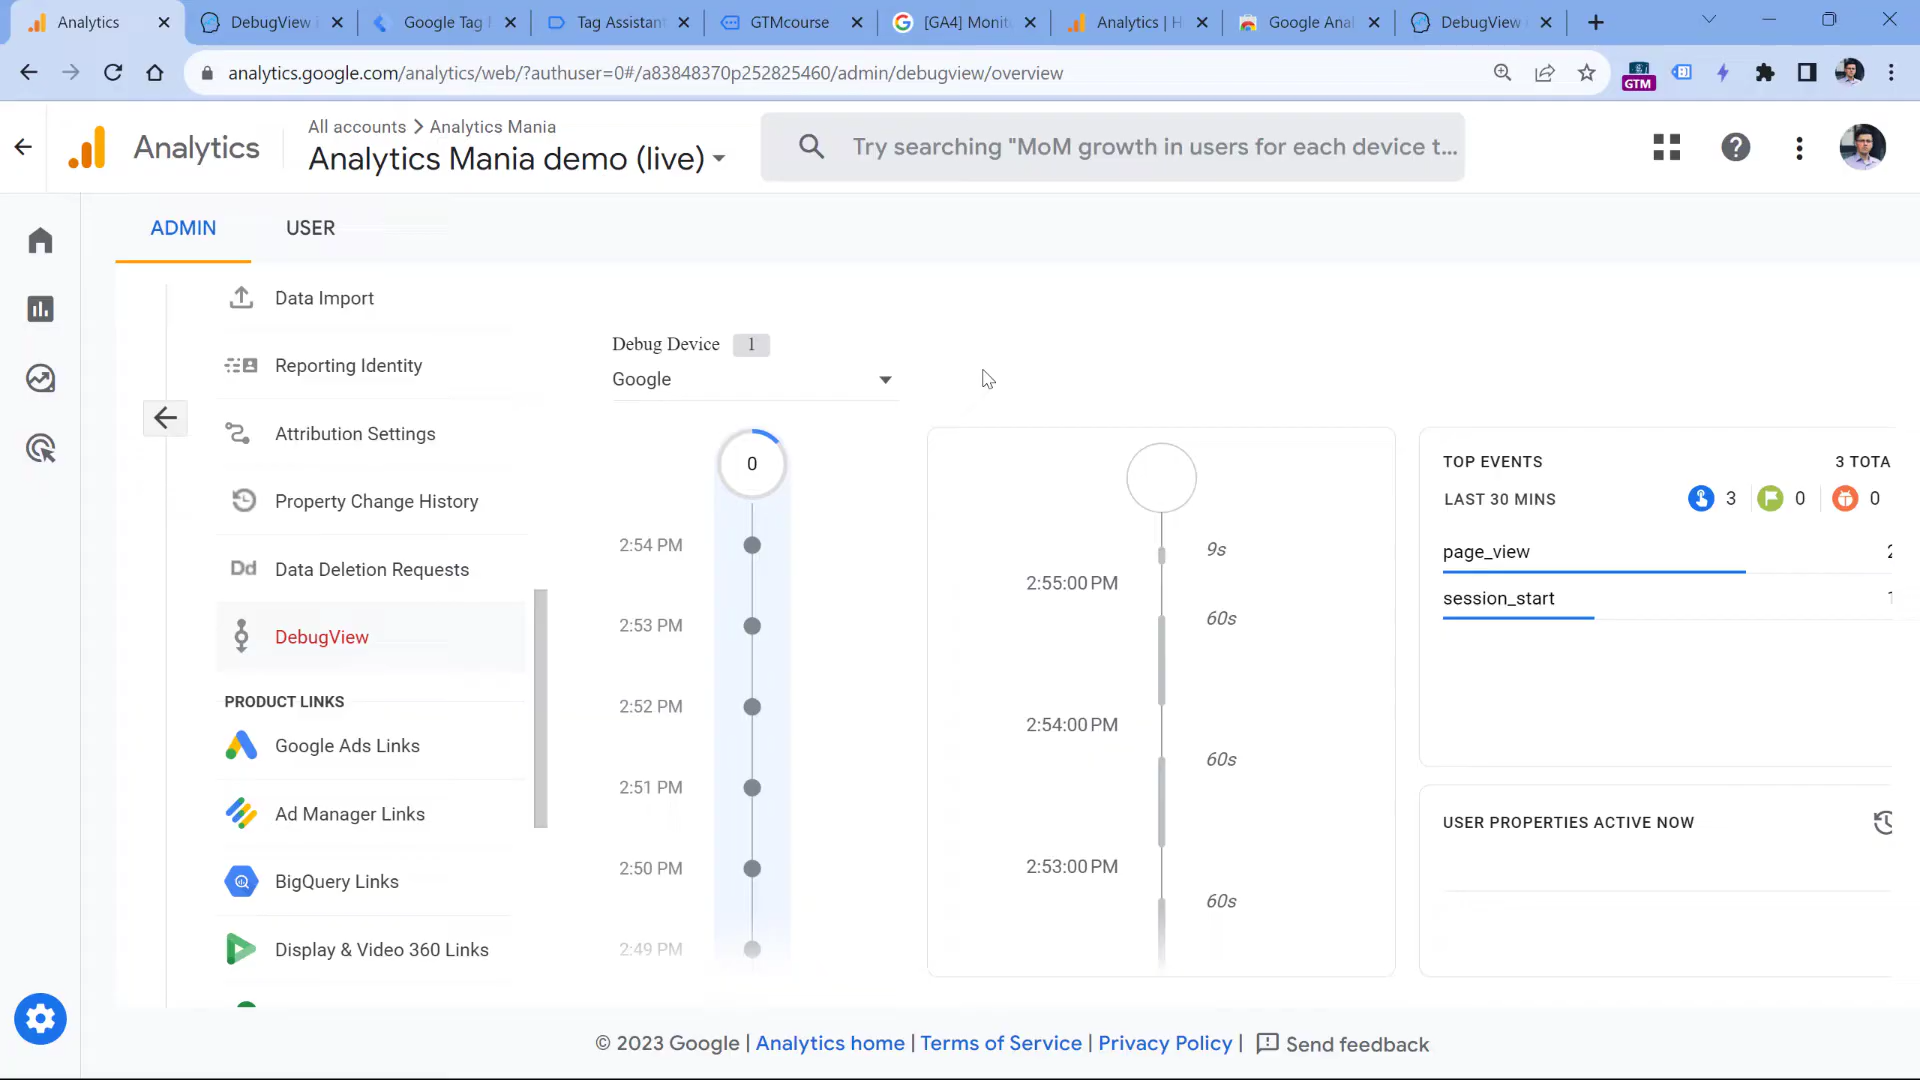 Analytics
DebugView i
Google Tag M
Tag Assistant
GTMcourse
[GA4] Monit
Analytics | H
Google Anal
DebugView
analytics.google.com/analytics/web/?authuser=0#/a83848370p252825460/admin/debugview/overview
GTM
Analytics
All accounts > Analytics Mania
Analytics Mania demo (live)
Try searching "MoM growth in users for each device t...
ADMIN
USER
Data Import
Reporting Identity
Attribution Settings
Property Change History
Dd Data Deletion Requests
DebugView
PRODUCT LINKS
Google Ads Links
Ad Manager Links
BigQuery Links
Display & Video 360 Links
Debug Device 1
Google
0
2:54 PM
2:53 PM
2:52 PM
2:51 PM
2:50 PM
2:49 PM
9s
2:55:00 PM
60s
2:54:00 PM
60s
2:53:00 PM
60s
TOP EVENTS
3 TOTA
LAST 30 MINS
3
0
0
page_view 2
session_start 1
USER PROPERTIES ACTIVE NOW
© 2023 Google | Analytics home | Terms of Service | Privacy Policy | Send feedback